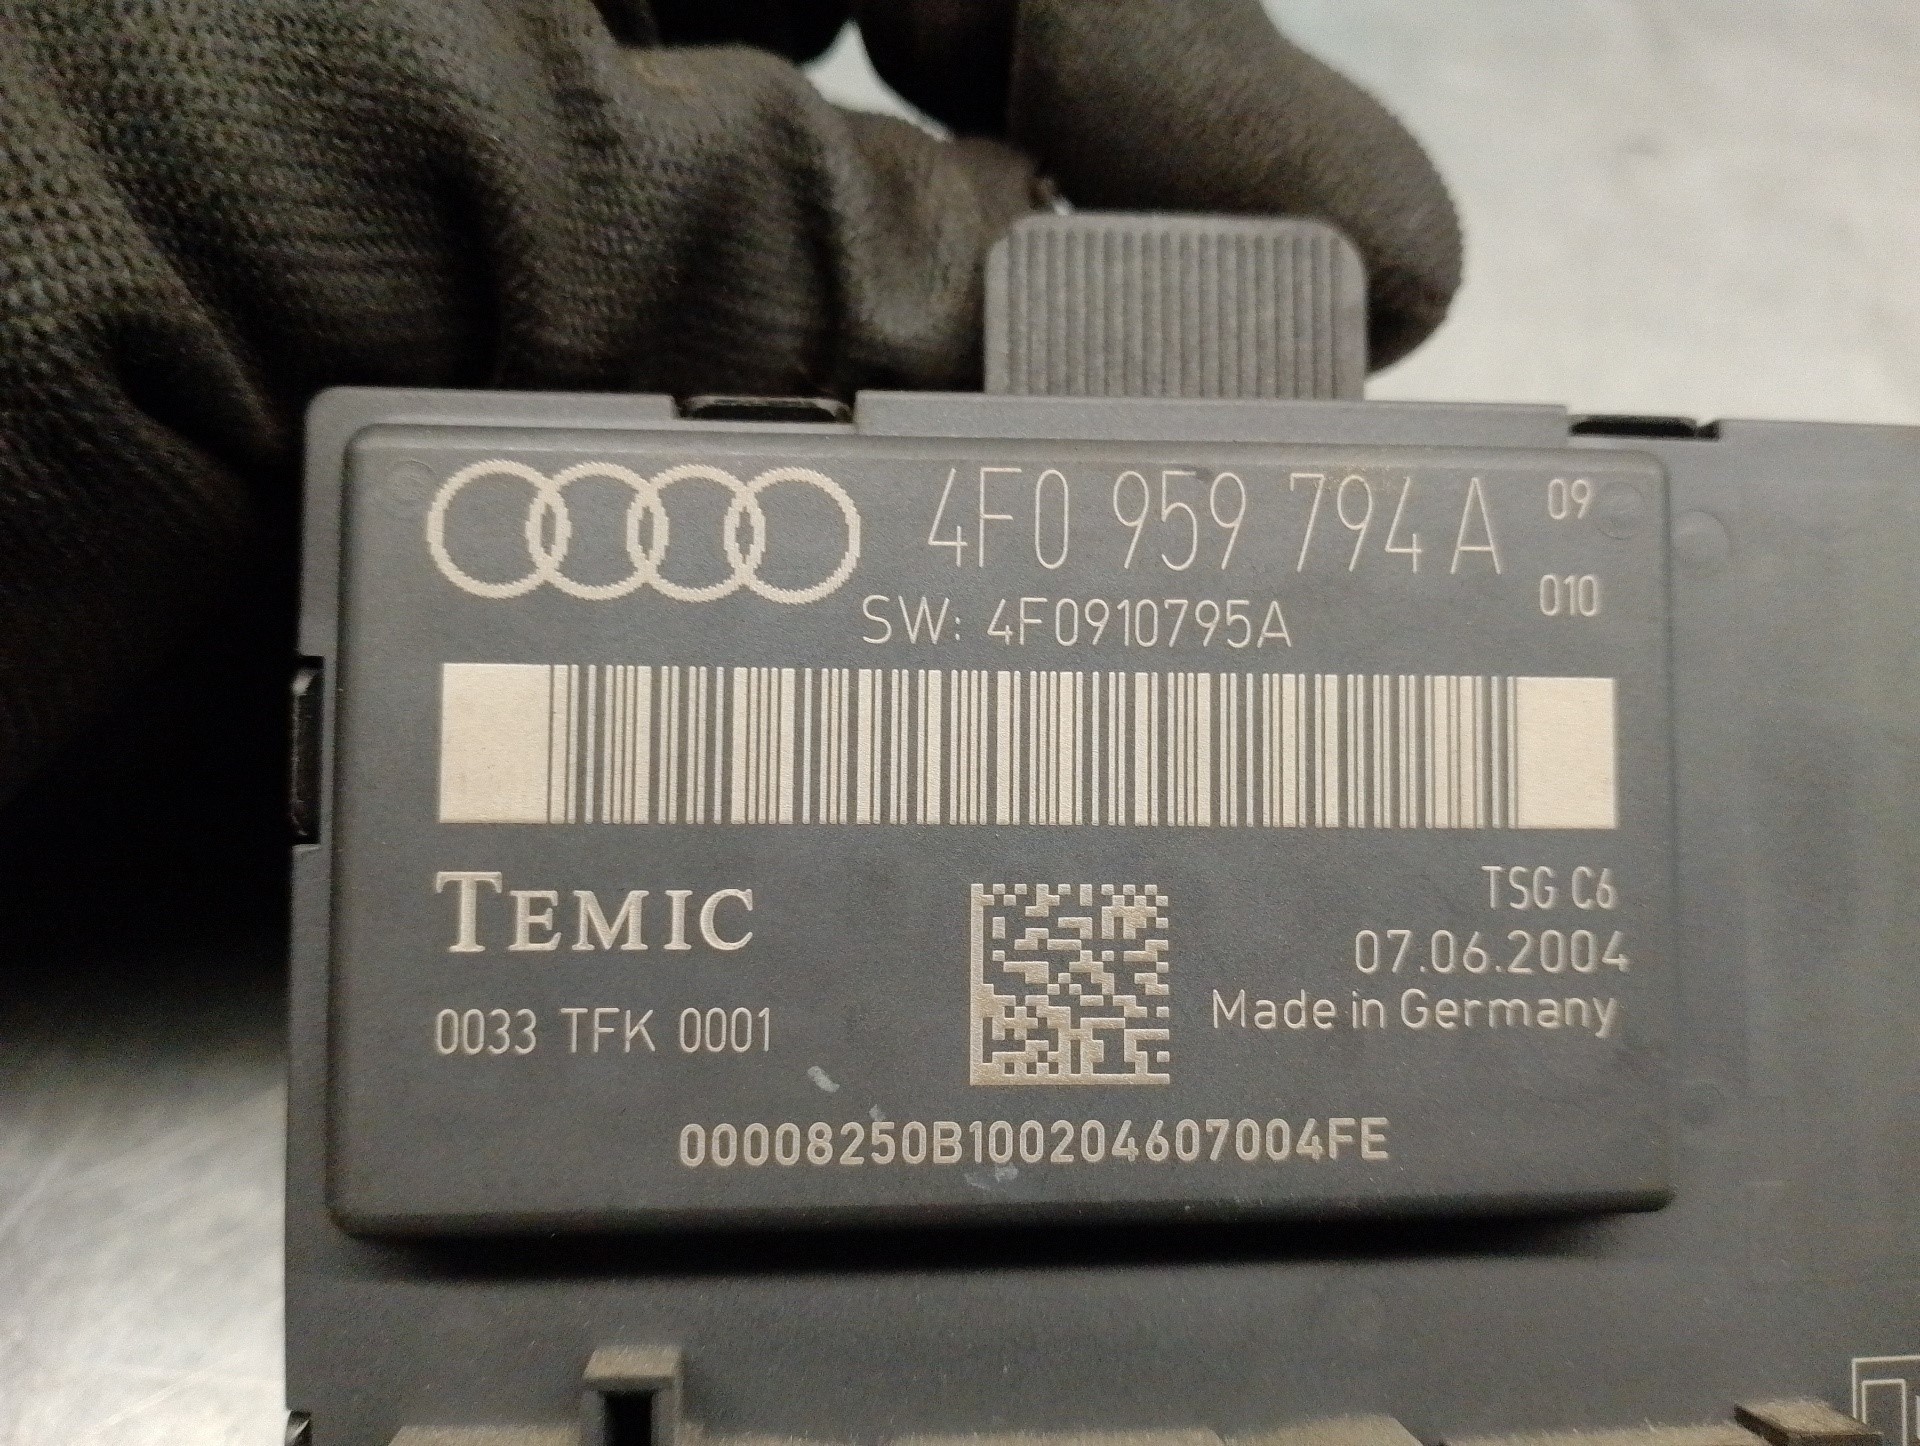 4F0 959 794 A 09
010
SW: 4F0910795A
TEMIC
TSG C6
07.06.2004
Made in Germany
0033 TFK 0001
00008250B100204607004FE